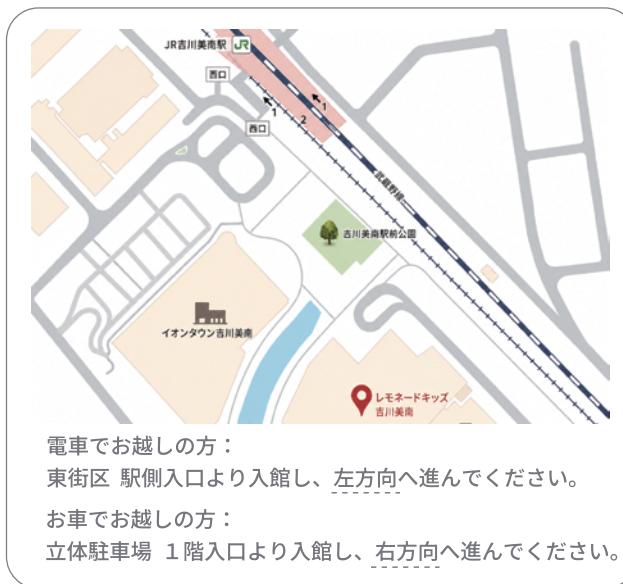 JR吉川美南駅 JR
西口
1
1
2
西口
武蔵野線
吉川美南駅前公園
イオンタウン吉川美南
レモネードキッズ
吉川美南
電車でお越しの方：
東街区 駅側入口より入館し、左方向へ進んでください。
お車でお越しの方：
立体駐車場 １階入口より入館し、右方向へ進んでください。